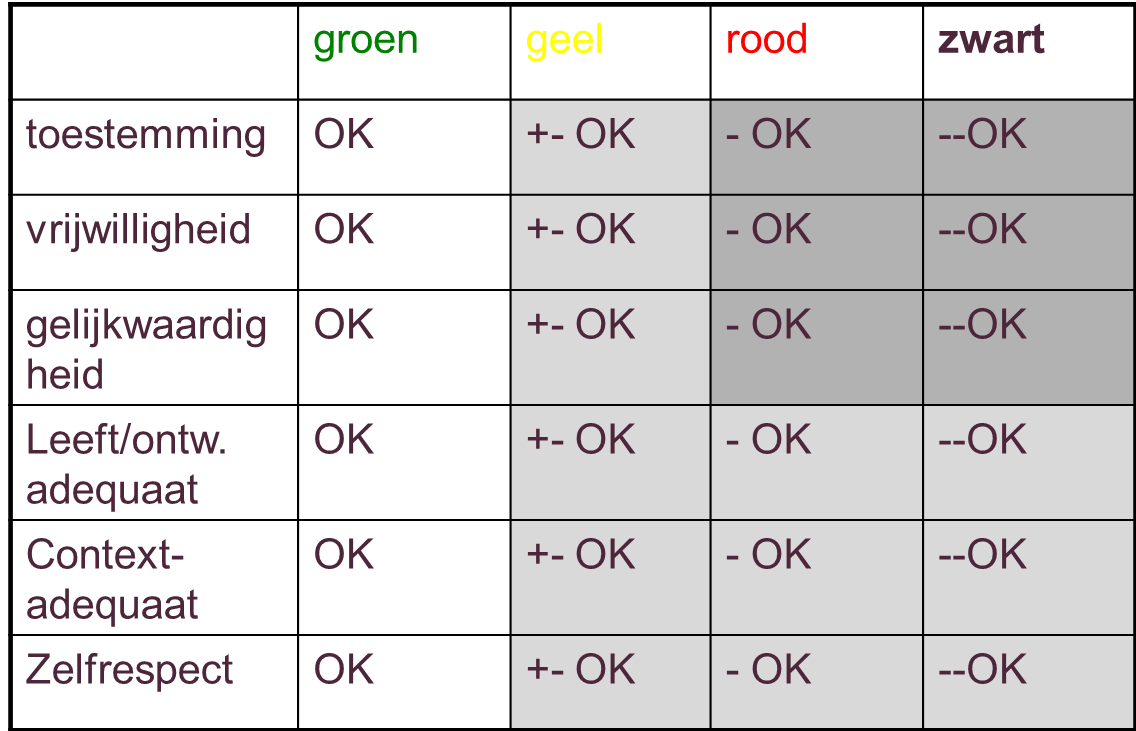 groen geel rood zwart
toestemming OK +- OK - OK --OK
vrijwilligheid OK +- OK - OK --OK
gelijkwaardig OK +- OK - OK --OK
heid
Leeft/ontw. OK +- OK - OK --OK
adequaat
Context- OK +- OK - OK --OK
adequaat
Zelfrespect OK +- OK - OK --OK